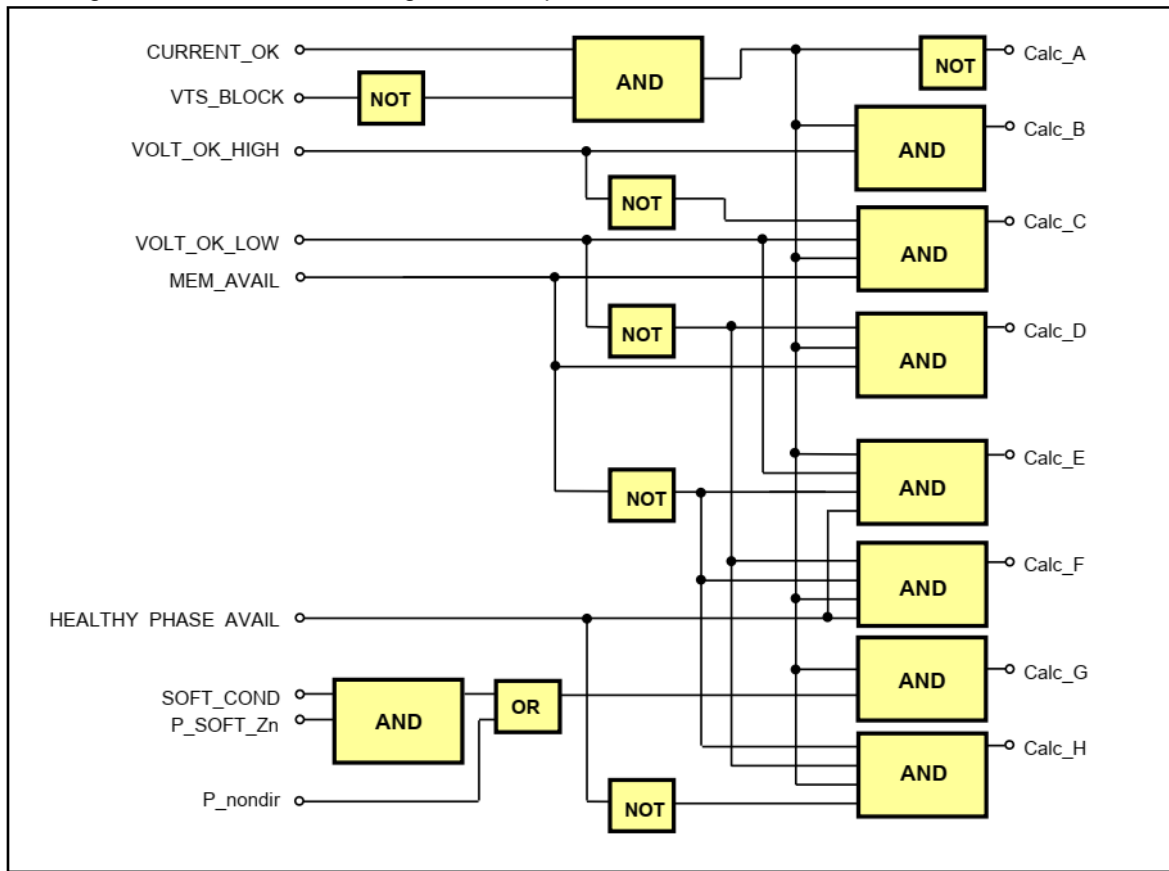 CURRENT_OK
AND
NOT
Calc_A
VTS_BLOCK
NOT
VOLT_OK_HIGH
AND
Calc_B
NOT
VOLT_OK_LOW
AND
Calc_C
MEM_AVAIL
NOT
AND
Calc_D
NOT
AND
Calc_E
AND
Calc_F
HEALTHY PHASE AVAIL
SOFT_COND
P_SOFT_Zn
AND
OR
AND
Calc_G
P_nondir
NOT
AND
Calc_H